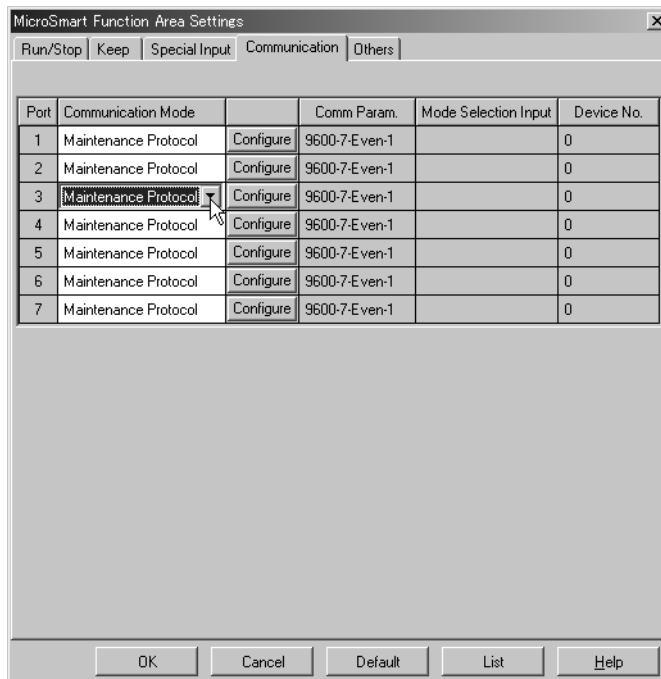 MicroSmart Function Area Settings
Run/Stop Keep Special Input Communication Others
Port Communication Mode Comm Param. Mode Selection Input Device No.
1 Maintenance Protocol Configure 9600-7-Even-1 0
2 Maintenance Protocol Configure 9600-7-Even-1 0
3 Maintenance Protocol Configure 9600-7-Even-1 0
4 Maintenance Protocol Configure 9600-7-Even-1 0
5 Maintenance Protocol Configure 9600-7-Even-1 0
6 Maintenance Protocol Configure 9600-7-Even-1 0
7 Maintenance Protocol Configure 9600-7-Even-1 0
OK Cancel Default List Help